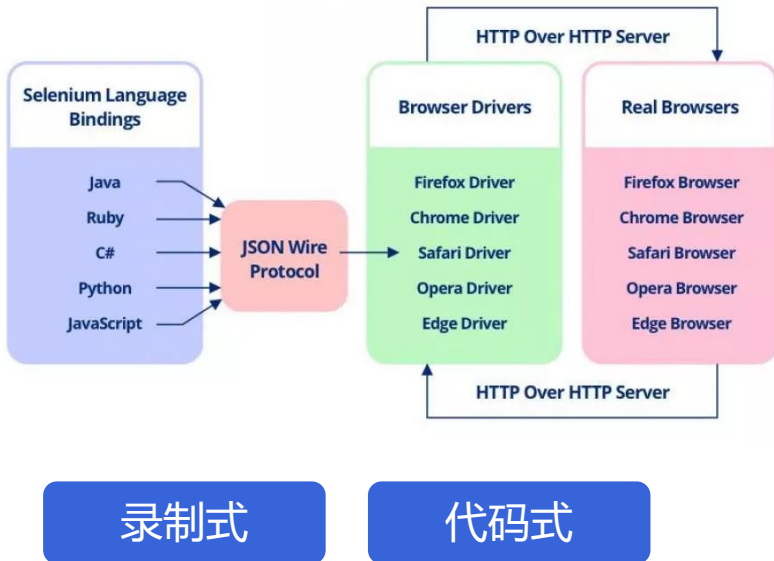 HTTP Over HTTP Server
Selenium Language
Bindings
Java
Ruby
C#
Python
JavaScript
JSON Wire
Protocol
Browser Drivers
Firefox Driver
Chrome Driver
Safari Driver
Opera Driver
Edge Driver
Real Browsers
Firefox Browser
Chrome Browser
Safari Browser
Opera Browser
Edge Browser
HTTP Over HTTP Server
录制式
代码式